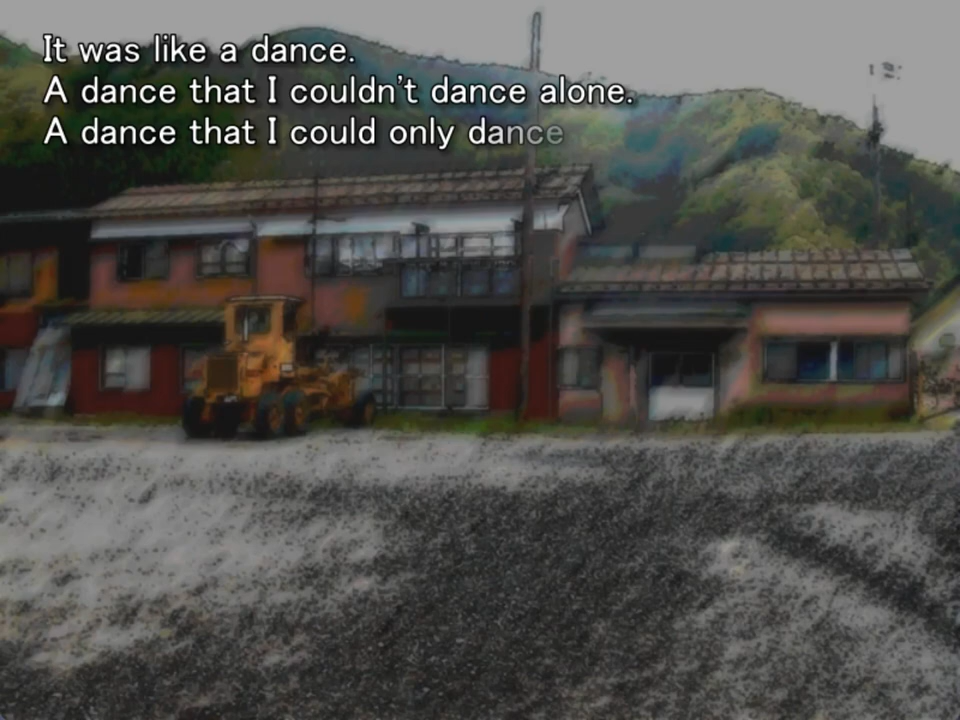 It was like a dance.
A dance that I couldn't dance alone.
A dance that I could only dance